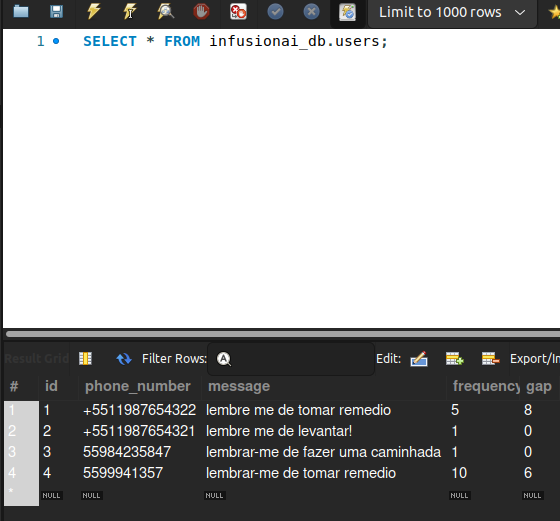 Limit to 1000 rows
1 SELECT * FROM infusionai_db.users;
Result Grid Filter Rows: Edit: Export/Im
# id phone_number message frequency gap
1 1 +5511987654322 lembre me de tomar remedio 5 8
2 2 +5511987654321 lembre me de levantar! 1 0
3 3 55984235847 lembrar-me de fazer uma caminhada 1 0
4 4 5599941357 lembrar-me de tomar remedio 10 6
* NULL NULL NULL NULL NULL